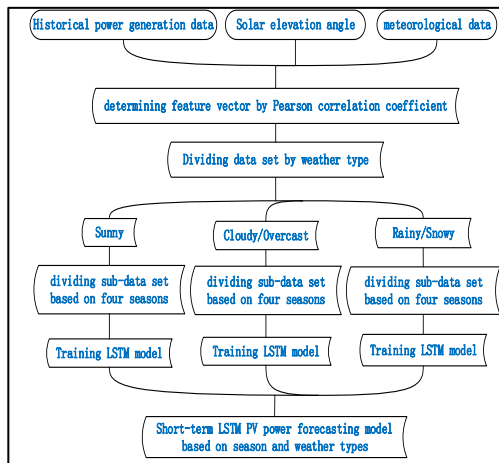 Historical power generation data
Solar elevation angle
meteorological data
determining feature vector by Pearson correlation coefficient
Dividing data set by weather type
Sunny
Cloudy/Overcast
Rainy/Snowy
dividing sub-data set
based on four seasons
dividing sub-data set
based on four seasons
dividing sub-data set
based on four seasons
Training LSTM model
Training LSTM model
Training LSTM model
Short-term LSTM PV power forecasting model
based on season and weather types